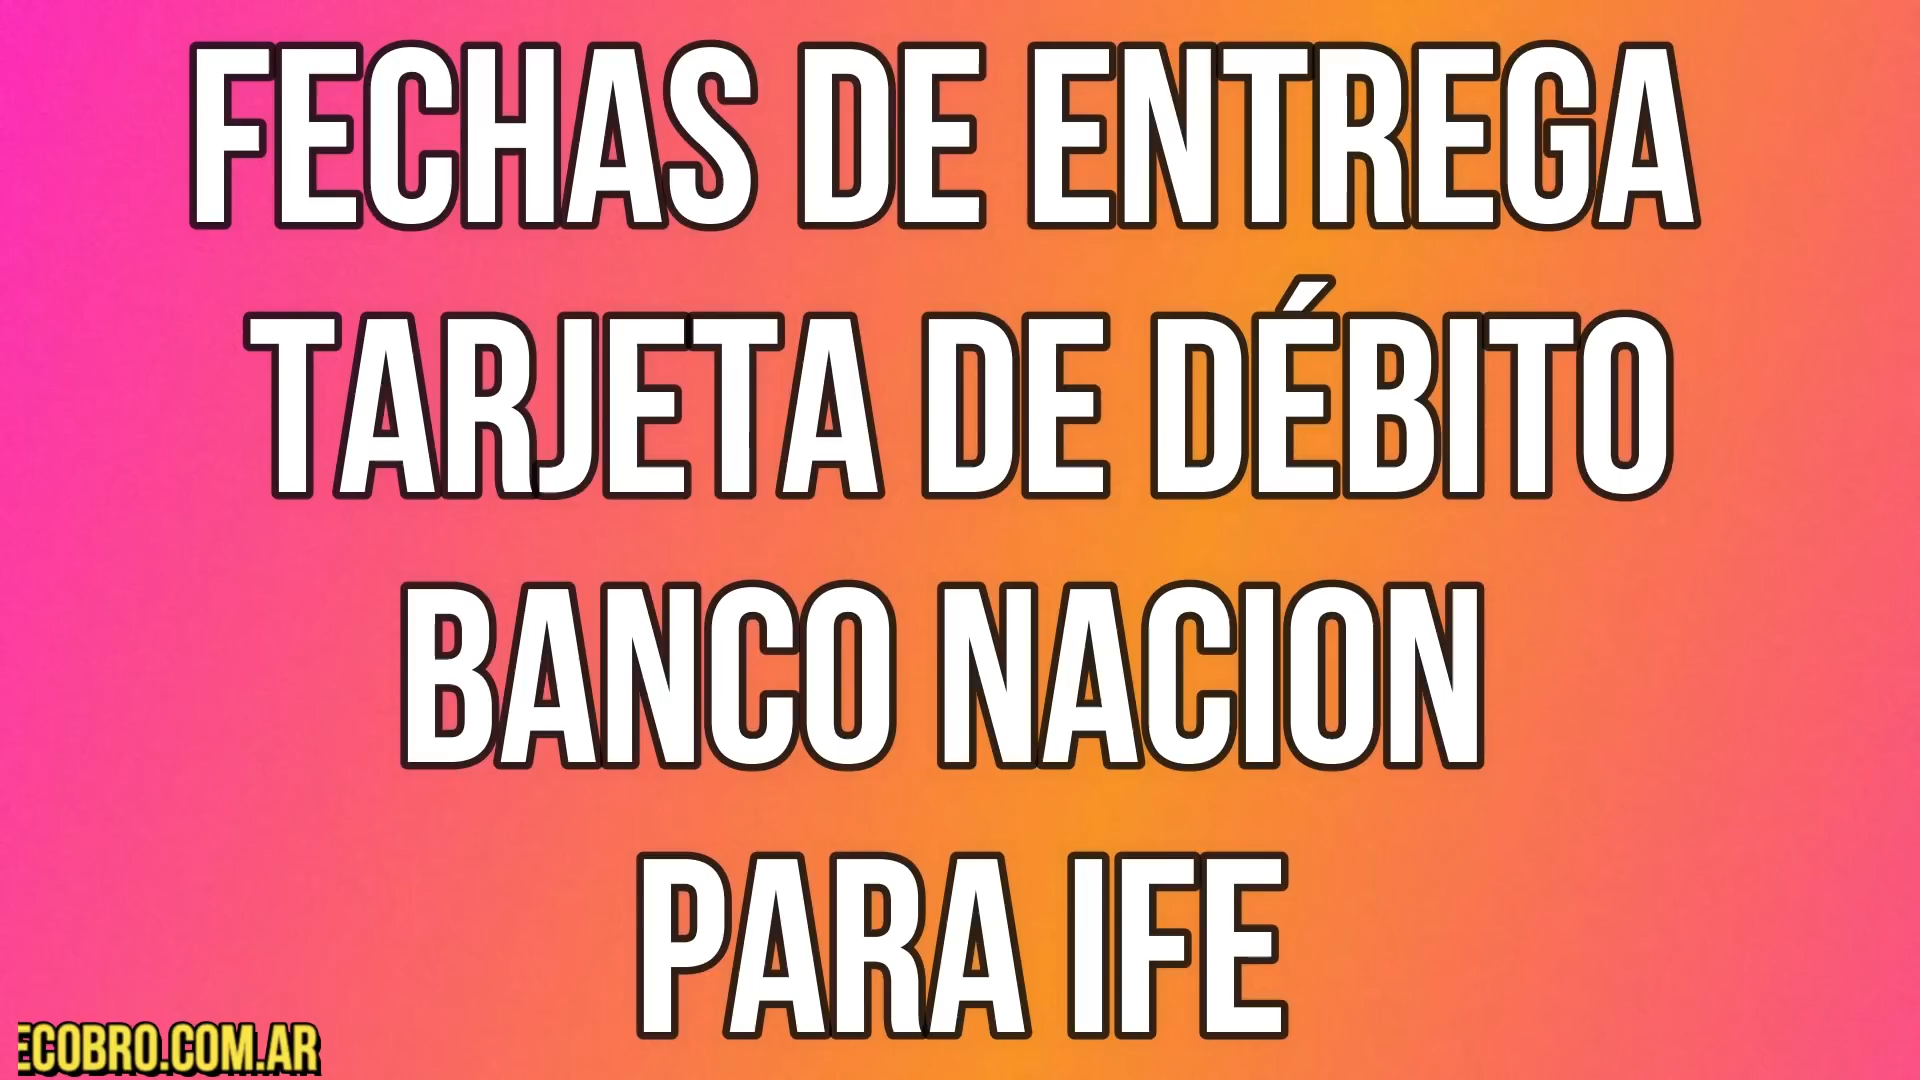 FECHAS DE ENTREGA
TARJETA DE DÉBITO
BANCO NACION
PARA IFE
ECOBRO.COM.AR